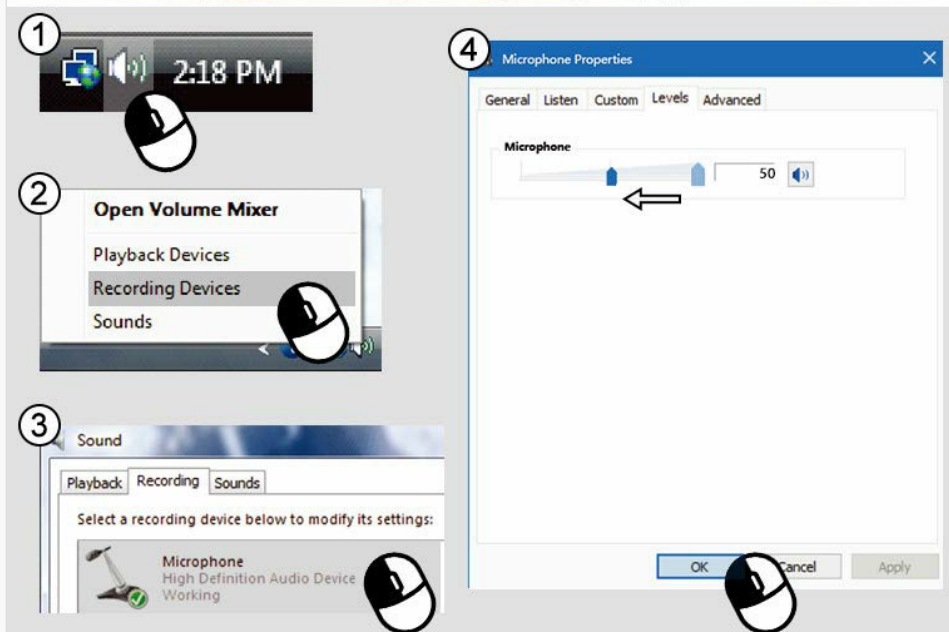 1
2:18 PM
2
Open Volume Mixer
Playback Devices
Recording Devices
Sounds
3
Sound
Playback Recording Sounds
Select a recording device below to modify its settings:
Microphone
High Definition Audio Device
Working
4
Microphone Properties
General Listen Custom Levels Advanced
Microphone
50
OK Cancel Apply